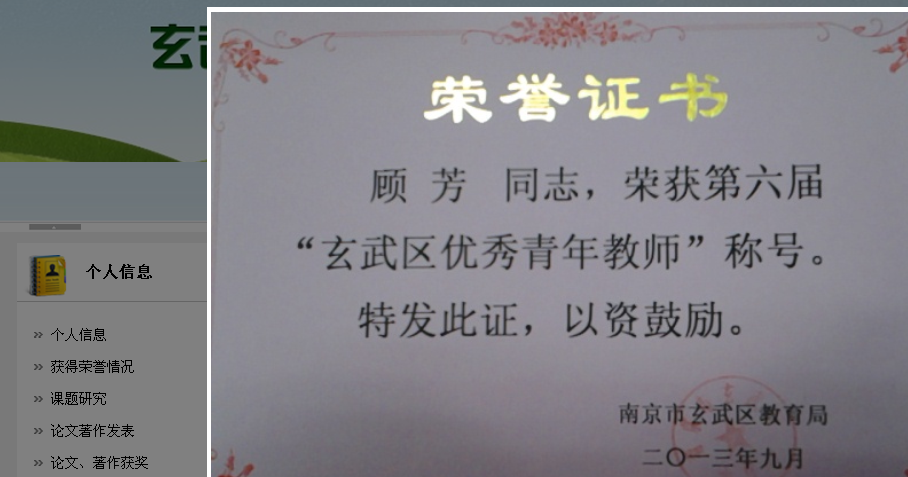 玄
荣誉证书
顾 芳 同志，荣获第六届
“玄武区优秀青年教师”称号。
特发此证，以资鼓励。
南京市玄武区教育局
二〇一三年九月
个人信息
» 个人信息
» 获得荣誉情况
» 课题研究
» 论文著作发表
» 论文、著作获奖